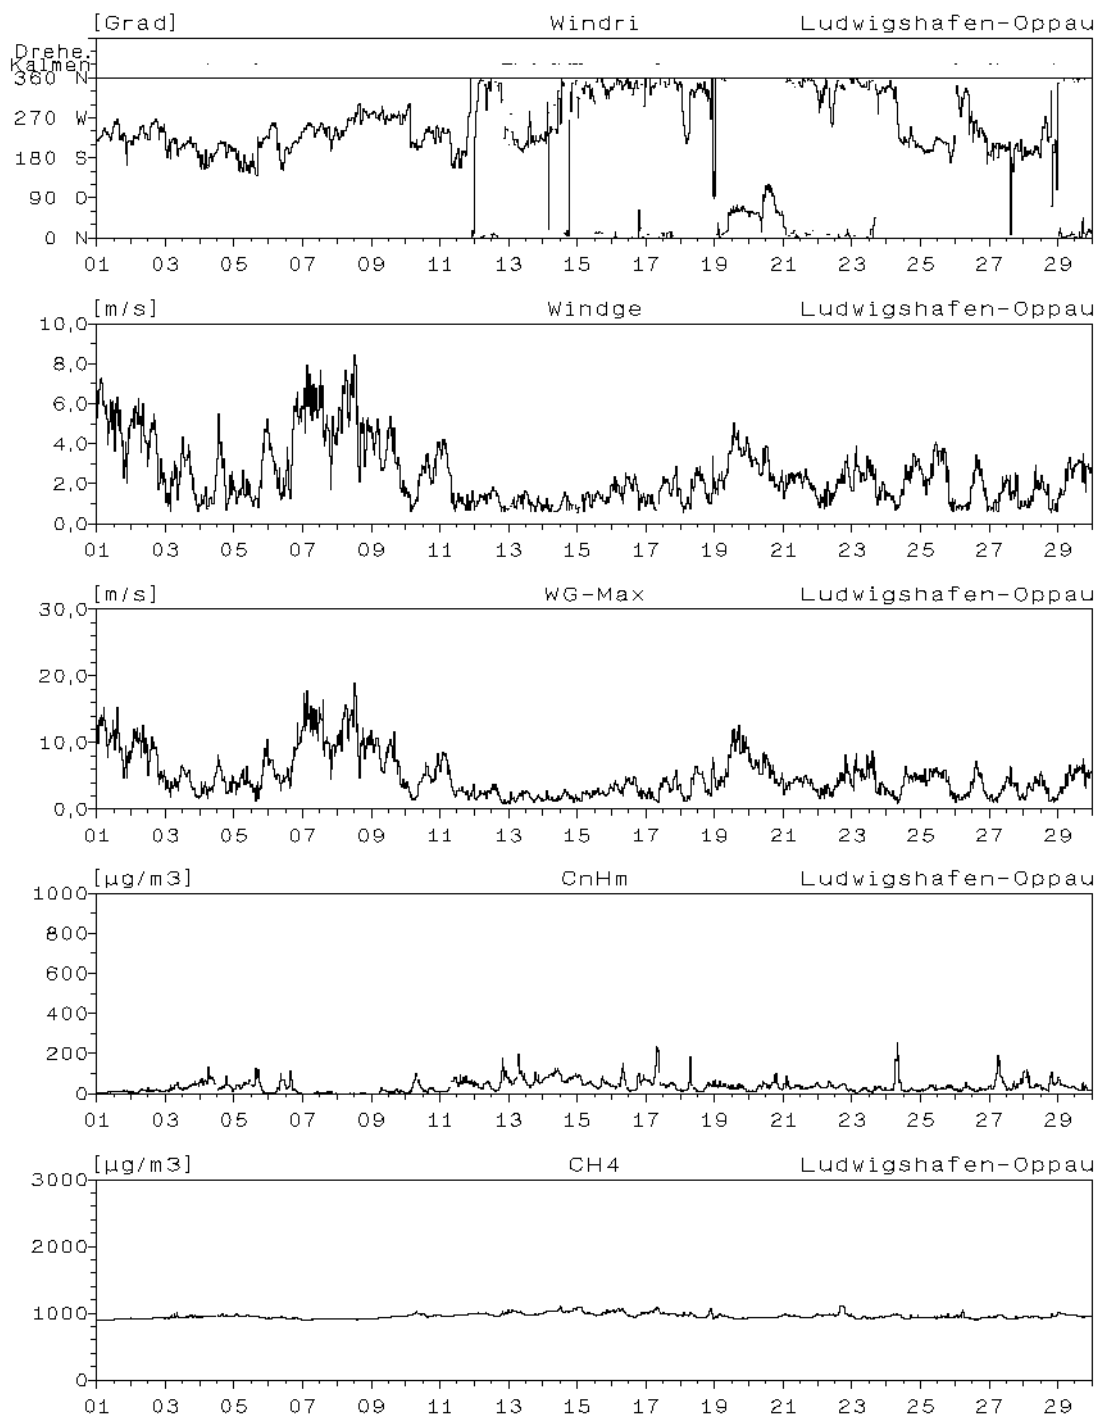 [Grad] Windri Ludwigshafen-Oppau
Drehe.
Kalmen
360 N
270 W
180 S
90 O
0 N
01 03 05 07 09 11 13 15 17 19 21 23 25 27 29
[m/s] Windge Ludwigshafen-Oppau
10,0
8,0
6,0
4,0
2,0
0,0
01 03 05 07 09 11 13 15 17 19 21 23 25 27 29
[m/s] WG-Max Ludwigshafen-Oppau
30,0
20,0
10,0
0,0
01 03 05 07 09 11 13 15 17 19 21 23 25 27 29
[µg/m3] CnHm Ludwigshafen-Oppau
1000
800
600
400
200
0
01 03 05 07 09 11 13 15 17 19 21 23 25 27 29
[µg/m3] CH4 Ludwigshafen-Oppau
3000
2000
1000
0
01 03 05 07 09 11 13 15 17 19 21 23 25 27 29